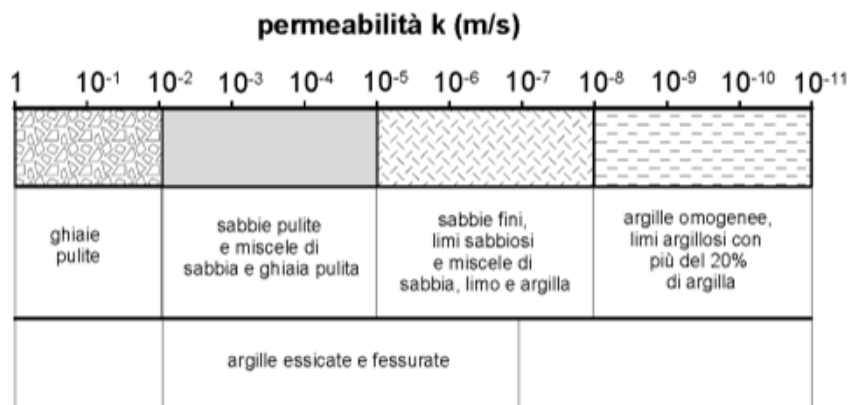 permeabilità k (m/s)
1 10⁻¹ 10⁻² 10⁻³ 10⁻⁴ 10⁻⁵ 10⁻⁶ 10⁻⁷ 10⁻⁸ 10⁻⁹ 10⁻¹⁰ 10⁻¹¹
ghiaie
pulite
sabbie pulite
e miscele di
sabbia e ghiaia pulita
sabbie fini,
limi sabbiosi
e miscele di
sabbia, limo e argilla
argille omogenee,
limi argillosi con
più del 20%
di argilla
argille essicate e fessurate